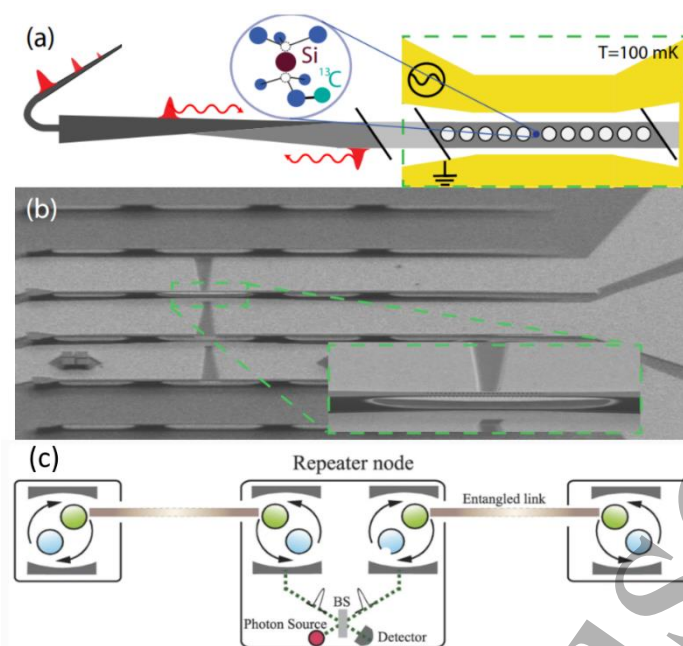 (a)
Si
13C
T=100 mK
(b)
(c)
Repeater node
Entangled link
BS
Photon Source
Detector